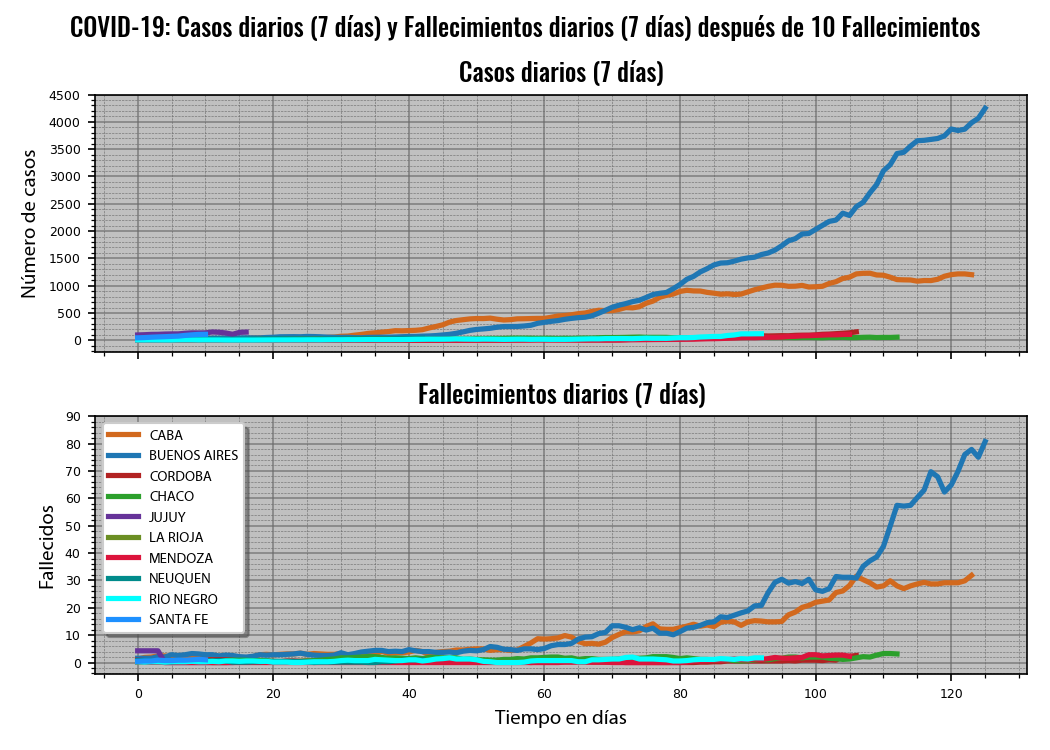 COVID-19: Casos diarios (7 días) y Fallecimientos diarios (7 días) después de 10 Fallecimientos
Casos diarios (7 días)
4500
4000
3500
3000
2500
2000
1500
1000
500
0
Número de casos
Fallecimientos diarios (7 días)
90
80
70
60
50
40
30
20
10
0
Fallecidos
CABA
BUENOS AIRES
CORDOBA
CHACO
JUJUY
LA RIOJA
MENDOZA
NEUQUEN
RIO NEGRO
SANTA FE
0 20 40 60 80 100 120
Tiempo en días